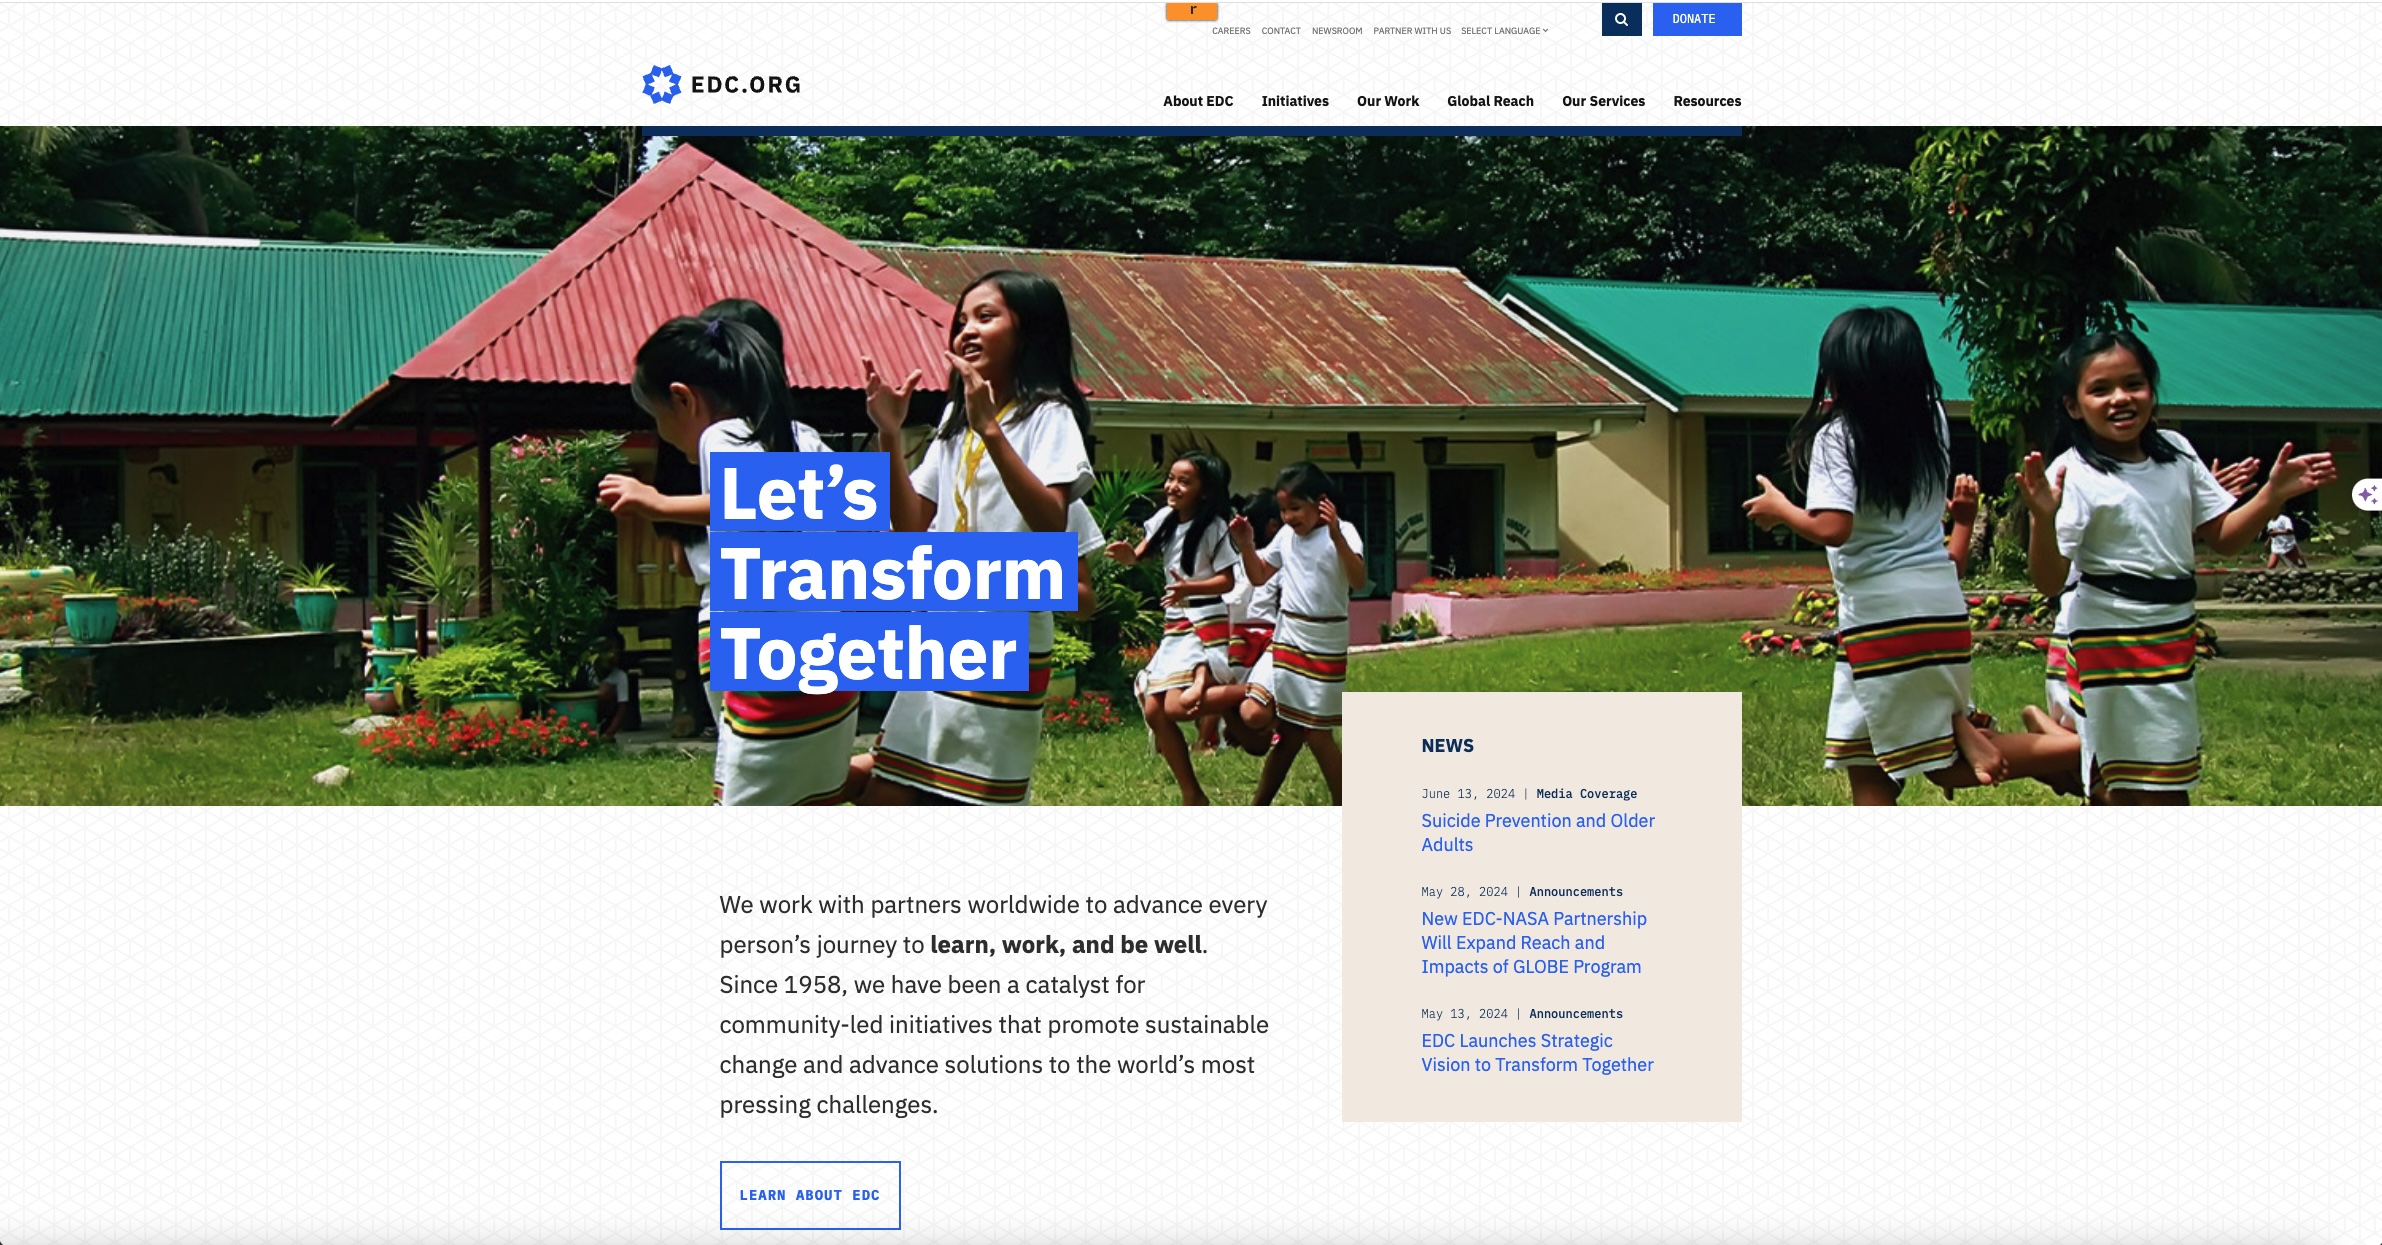 r
CAREERS CONTACT NEWSROOM PARTNER WITH US SELECT LANGUAGE
DONATE
EDC.ORG
About EDC Initiatives Our Work Global Reach Our Services Resources
Let’s
Transform
Together
NEWS
June 13, 2024 | Media Coverage
Suicide Prevention and Older
Adults
May 28, 2024 | Announcements
New EDC-NASA Partnership
Will Expand Reach and
Impacts of GLOBE Program
May 13, 2024 | Announcements
EDC Launches Strategic
Vision to Transform Together
We work with partners worldwide to advance every
person’s journey to learn, work, and be well.
Since 1958, we have been a catalyst for
community-led initiatives that promote sustainable
change and advance solutions to the world’s most
pressing challenges.
LEARN ABOUT EDC